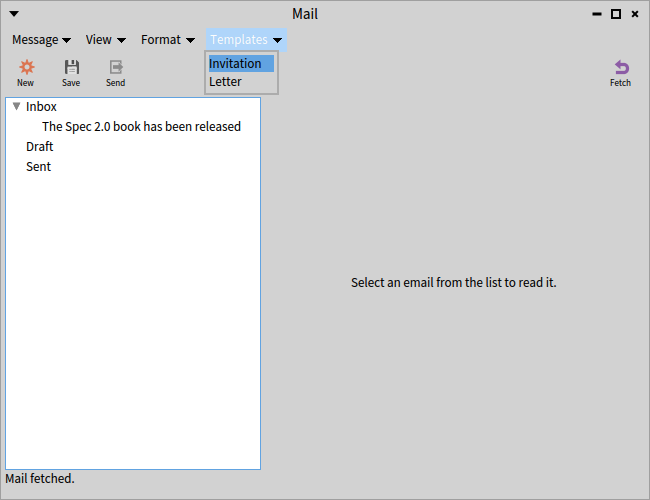 Mail
Message View Format Templates
Invitation
Letter
New Save Send Fetch
Inbox
The Spec 2.0 book has been released
Draft
Sent
Select an email from the list to read it.
Mail fetched.